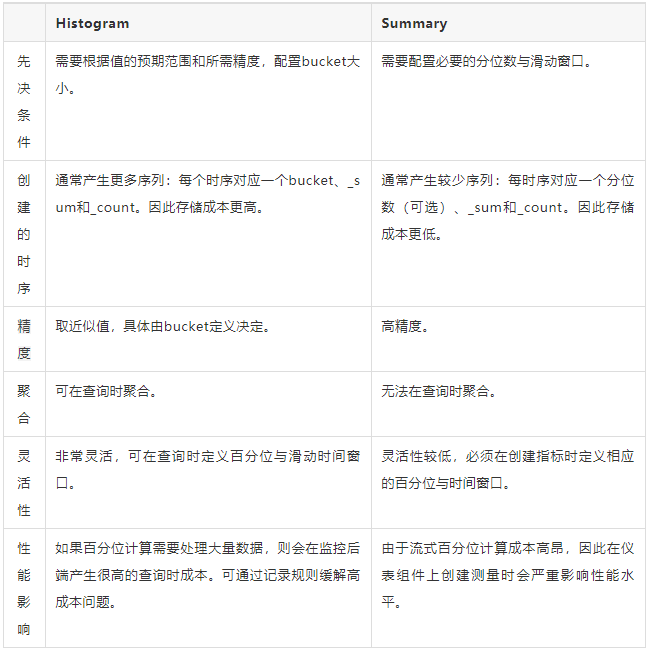 Histogram
Summary
先决条件
需要根据值的预期范围和所需精度，配置bucket大
小。
需要配置必要的分位数与滑动窗口。
创建的时序
通常产生更多序列：每个时序对应一个bucket、_s
um和_count。因此存储成本更高。
通常产生较少序列：每时序对应一个分位
数（可选）、_sum和_count。因此存储
成本更低。
精度
取近似值，具体由bucket定义决定。
高精度。
聚合
可在查询时聚合。
无法在查询时聚合。
灵活性
非常灵活，可在查询时定义百分位与滑动时间窗
口。
灵活性较低，必须在创建指标时定义相应
的百分位与时间窗口。
性能影响
如果百分位计算需要处理大量数据，则会在监控后
端产生很高的查询时成本。可通过记录规则缓解高
成本问题。
由于流式百分位计算成本高昂，因此在仪
表组件上创建测量时会严重影响性能水
平。